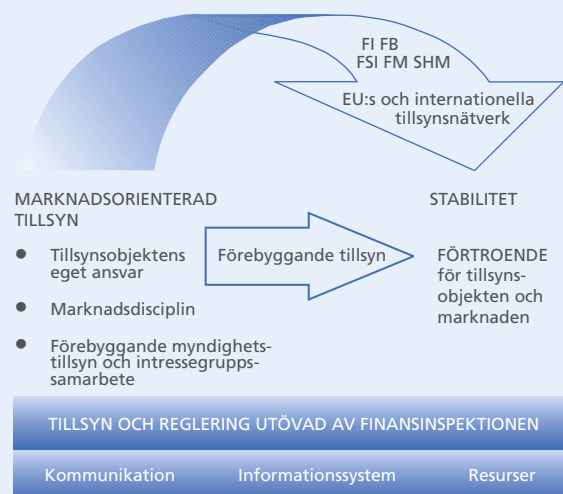 FI FB
FSI FM SHM
EU:s och internationella
tillsynsnätverk
MARKNADSORIENTERAD
TILLSYN
STABILITET
● Tillsynsobjektens
eget ansvar
● Marknadsdisciplin
● Förebyggande myndighets-
tillsyn och intressegrupps-
samarbete
Förebyggande tillsyn
FÖRTROENDE
för tillsyns-
objekten och
marknaden
TILLSYN OCH REGLERING UTÖVAD AV FINANSINSPEKTIONEN
Kommunikation Informationssystem Resurser